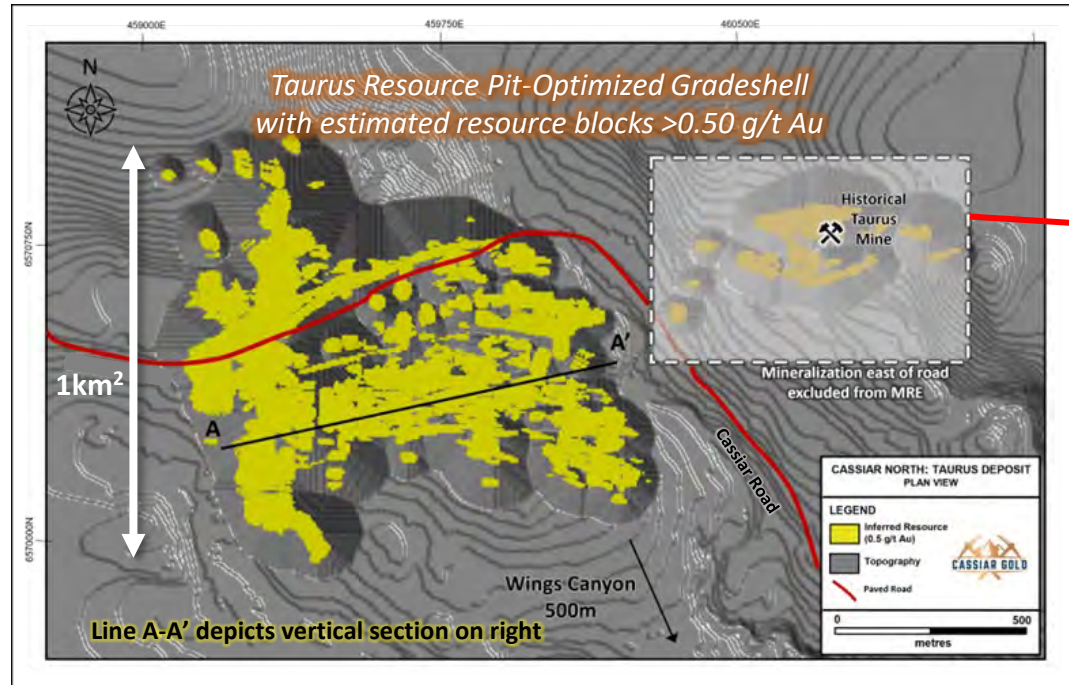 459000E
459750E
460500E
N
Taurus Resource Pit-Optimized Gradeshell
with estimated resource blocks >0.50 g/t Au
6570750N
Historical
Taurus
Mine
1km²
A'
Mineralization east of road
excluded from MRE
A
Cassiar Road
6570000N
Wings Canyon
500m
Line A-A’ depicts vertical section on right
CASSIAR NORTH: TAURUS DEPOSIT
PLAN VIEW
LEGEND
Inferred Resource
(0.5 g/t Au)
Topography
Paved Road
CASSIAR GOLD
0
500
metres